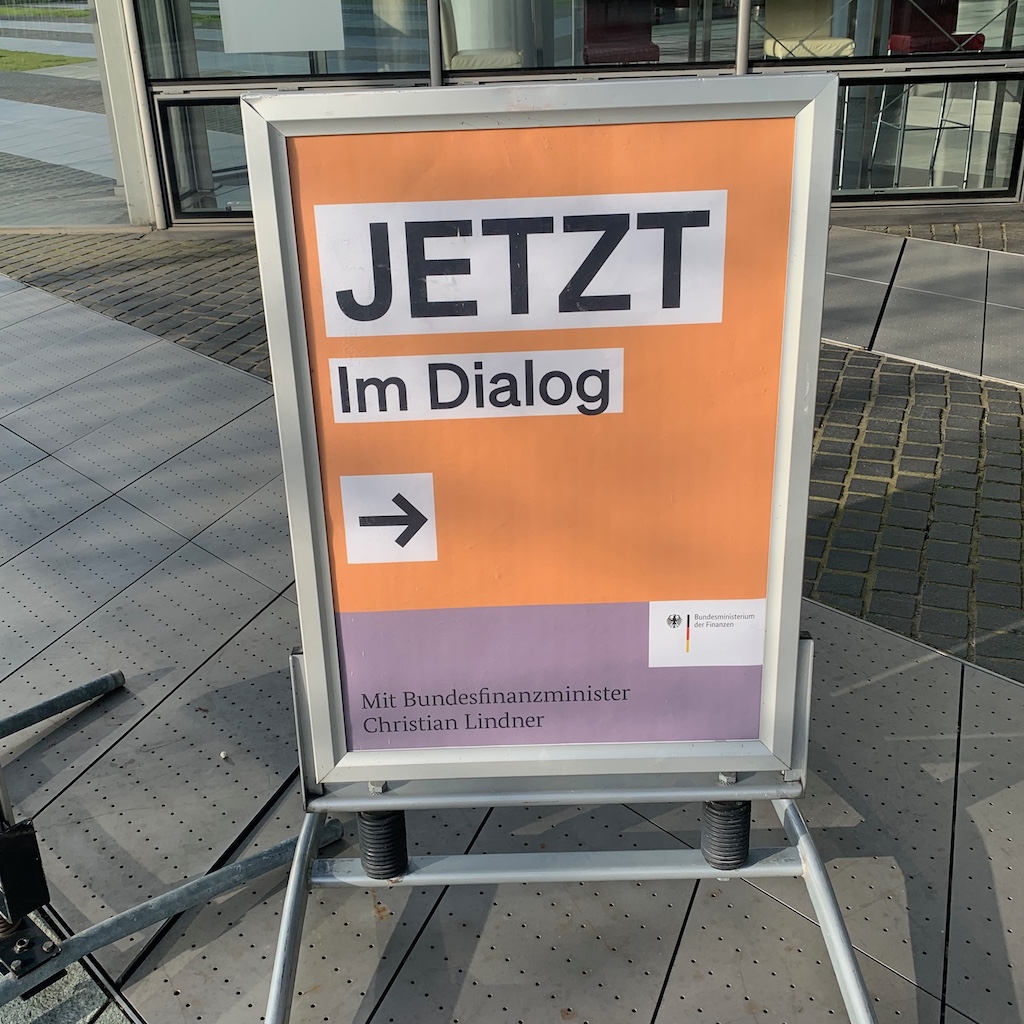 JETZT
Im Dialog
→
Bundesministerium
der Finanzen
Mit Bundesfinanzminister
Christian Lindner